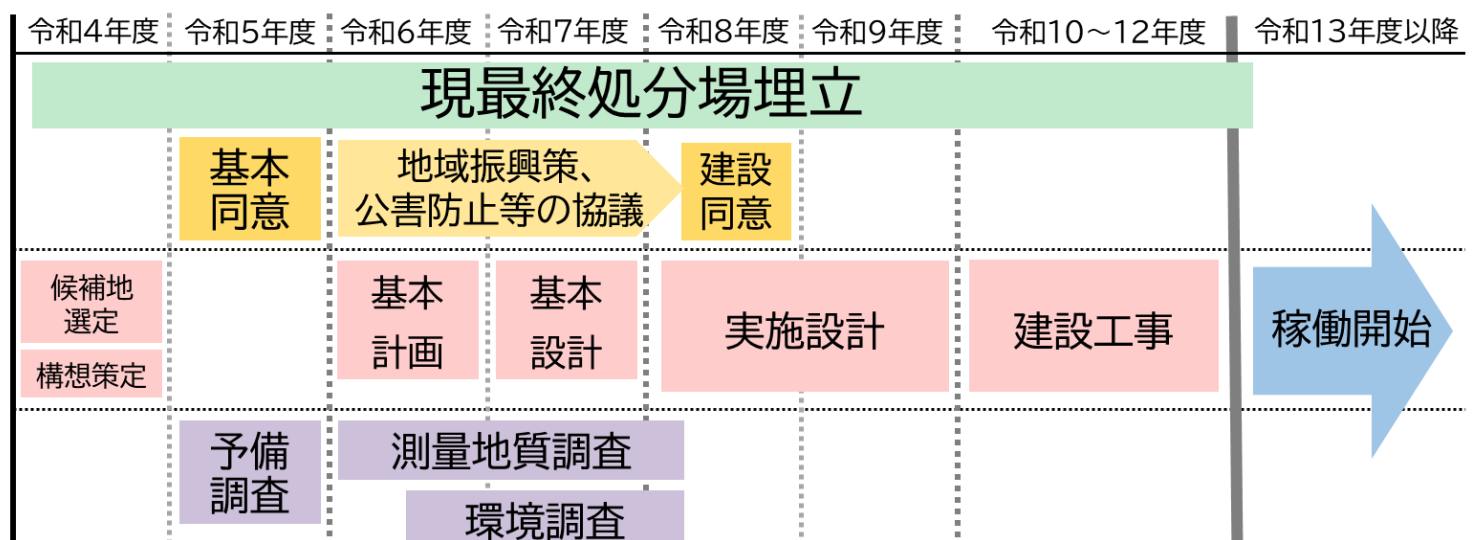 令和4年度
令和5年度
令和6年度
令和7年度
令和8年度
令和9年度
令和10～12年度
令和13年度以降
現最終処分場埋立
基本
同意
地域振興策、
公害防止等の協議
建設
同意
候補地
選定
構想策定
基本
計画
基本
設計
実施設計
建設工事
稼働開始
予備
調査
測量地質調査
環境調査